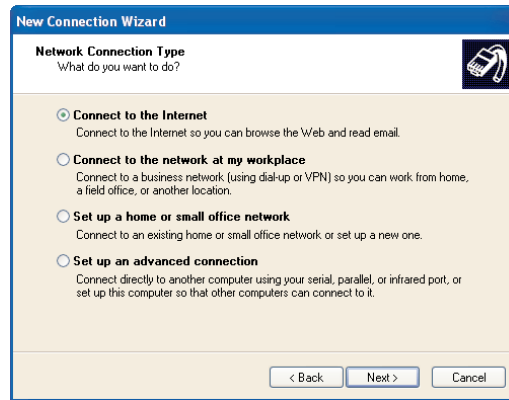 New Connection Wizard
Network Connection Type
What do you want to do?
Connect to the Internet
Connect to the Internet so you can browse the Web and read email.
Connect to the network at my workplace
Connect to a business network (using dial-up or VPN) so you can work from home,
a field office, or another location.
Set up a home or small office network
Connect to an existing home or small office network or set up a new one.
Set up an advanced connection
Connect directly to another computer using your serial, parallel, or infrared port, or
set up this computer so that other computers can connect to it.
< Back Next > Cancel